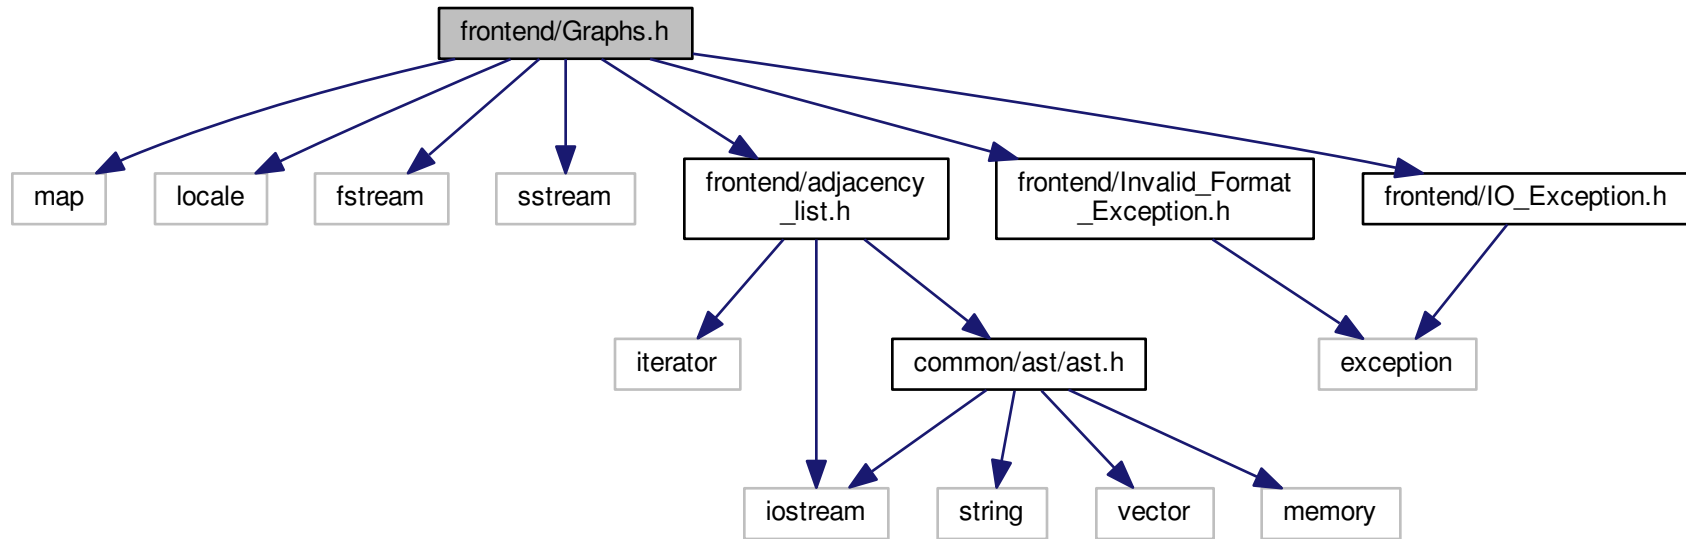 frontend/Graphs.h
map
locale
fstream
sstream
frontend/adjacency
_list.h
frontend/Invalid_Format
_Exception.h
frontend/IO_Exception.h
iterator
common/ast/ast.h
exception
iostream
string
vector
memory